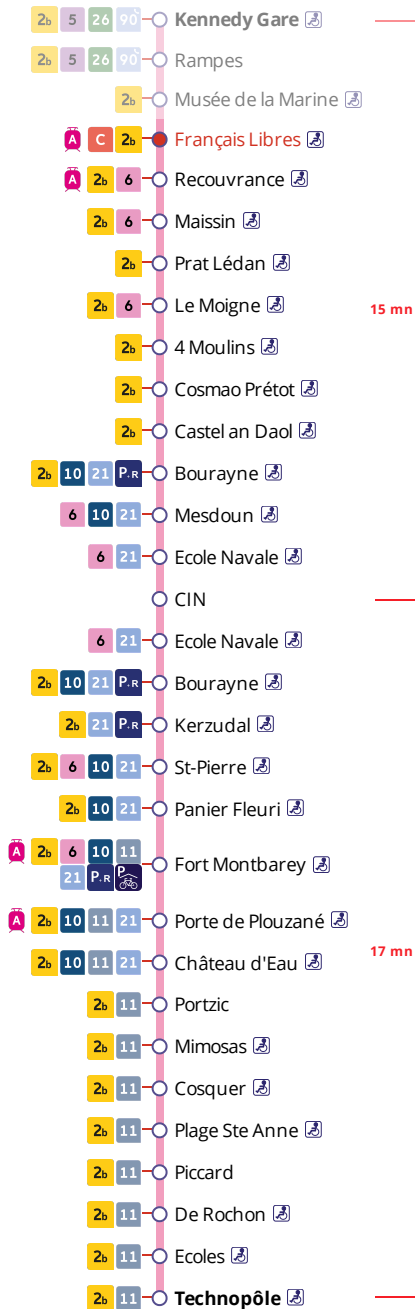 2b 5 26 90 Kennedy Gare
2b 5 26 90 Rampes
2b Musée de la Marine
A C 2b Français Libres
A 2b 6 Recouvrance
2b 6 Maissin
2b Prat Lédan
2b 6 Le Moigne 15 mn
2b 4 Moulins
2b Cosmao Prétot
2b Castel an Daol
2b 10 21 P.R Bourayne
6 10 21 Mesdoun
6 21 Ecole Navale
CIN
6 21 Ecole Navale
2b 10 21 P.R Bourayne
2b 21 P.R Kerzudal
2b 6 10 21 St-Pierre
2b 10 21 Panier Fleuri
A 2b 6 10 11
21 P.R P Fort Montbarey
A 2b 10 11 21 Porte de Plouzané
2b 10 11 21 Château d'Eau 17 mn
2b 11 Portzic
2b 11 Mimosas
2b 11 Cosquer
2b 11 Plage Ste Anne
2b 11 Piccard
2b 11 De Rochon
2b 11 Ecoles
2b 11 Technopôle